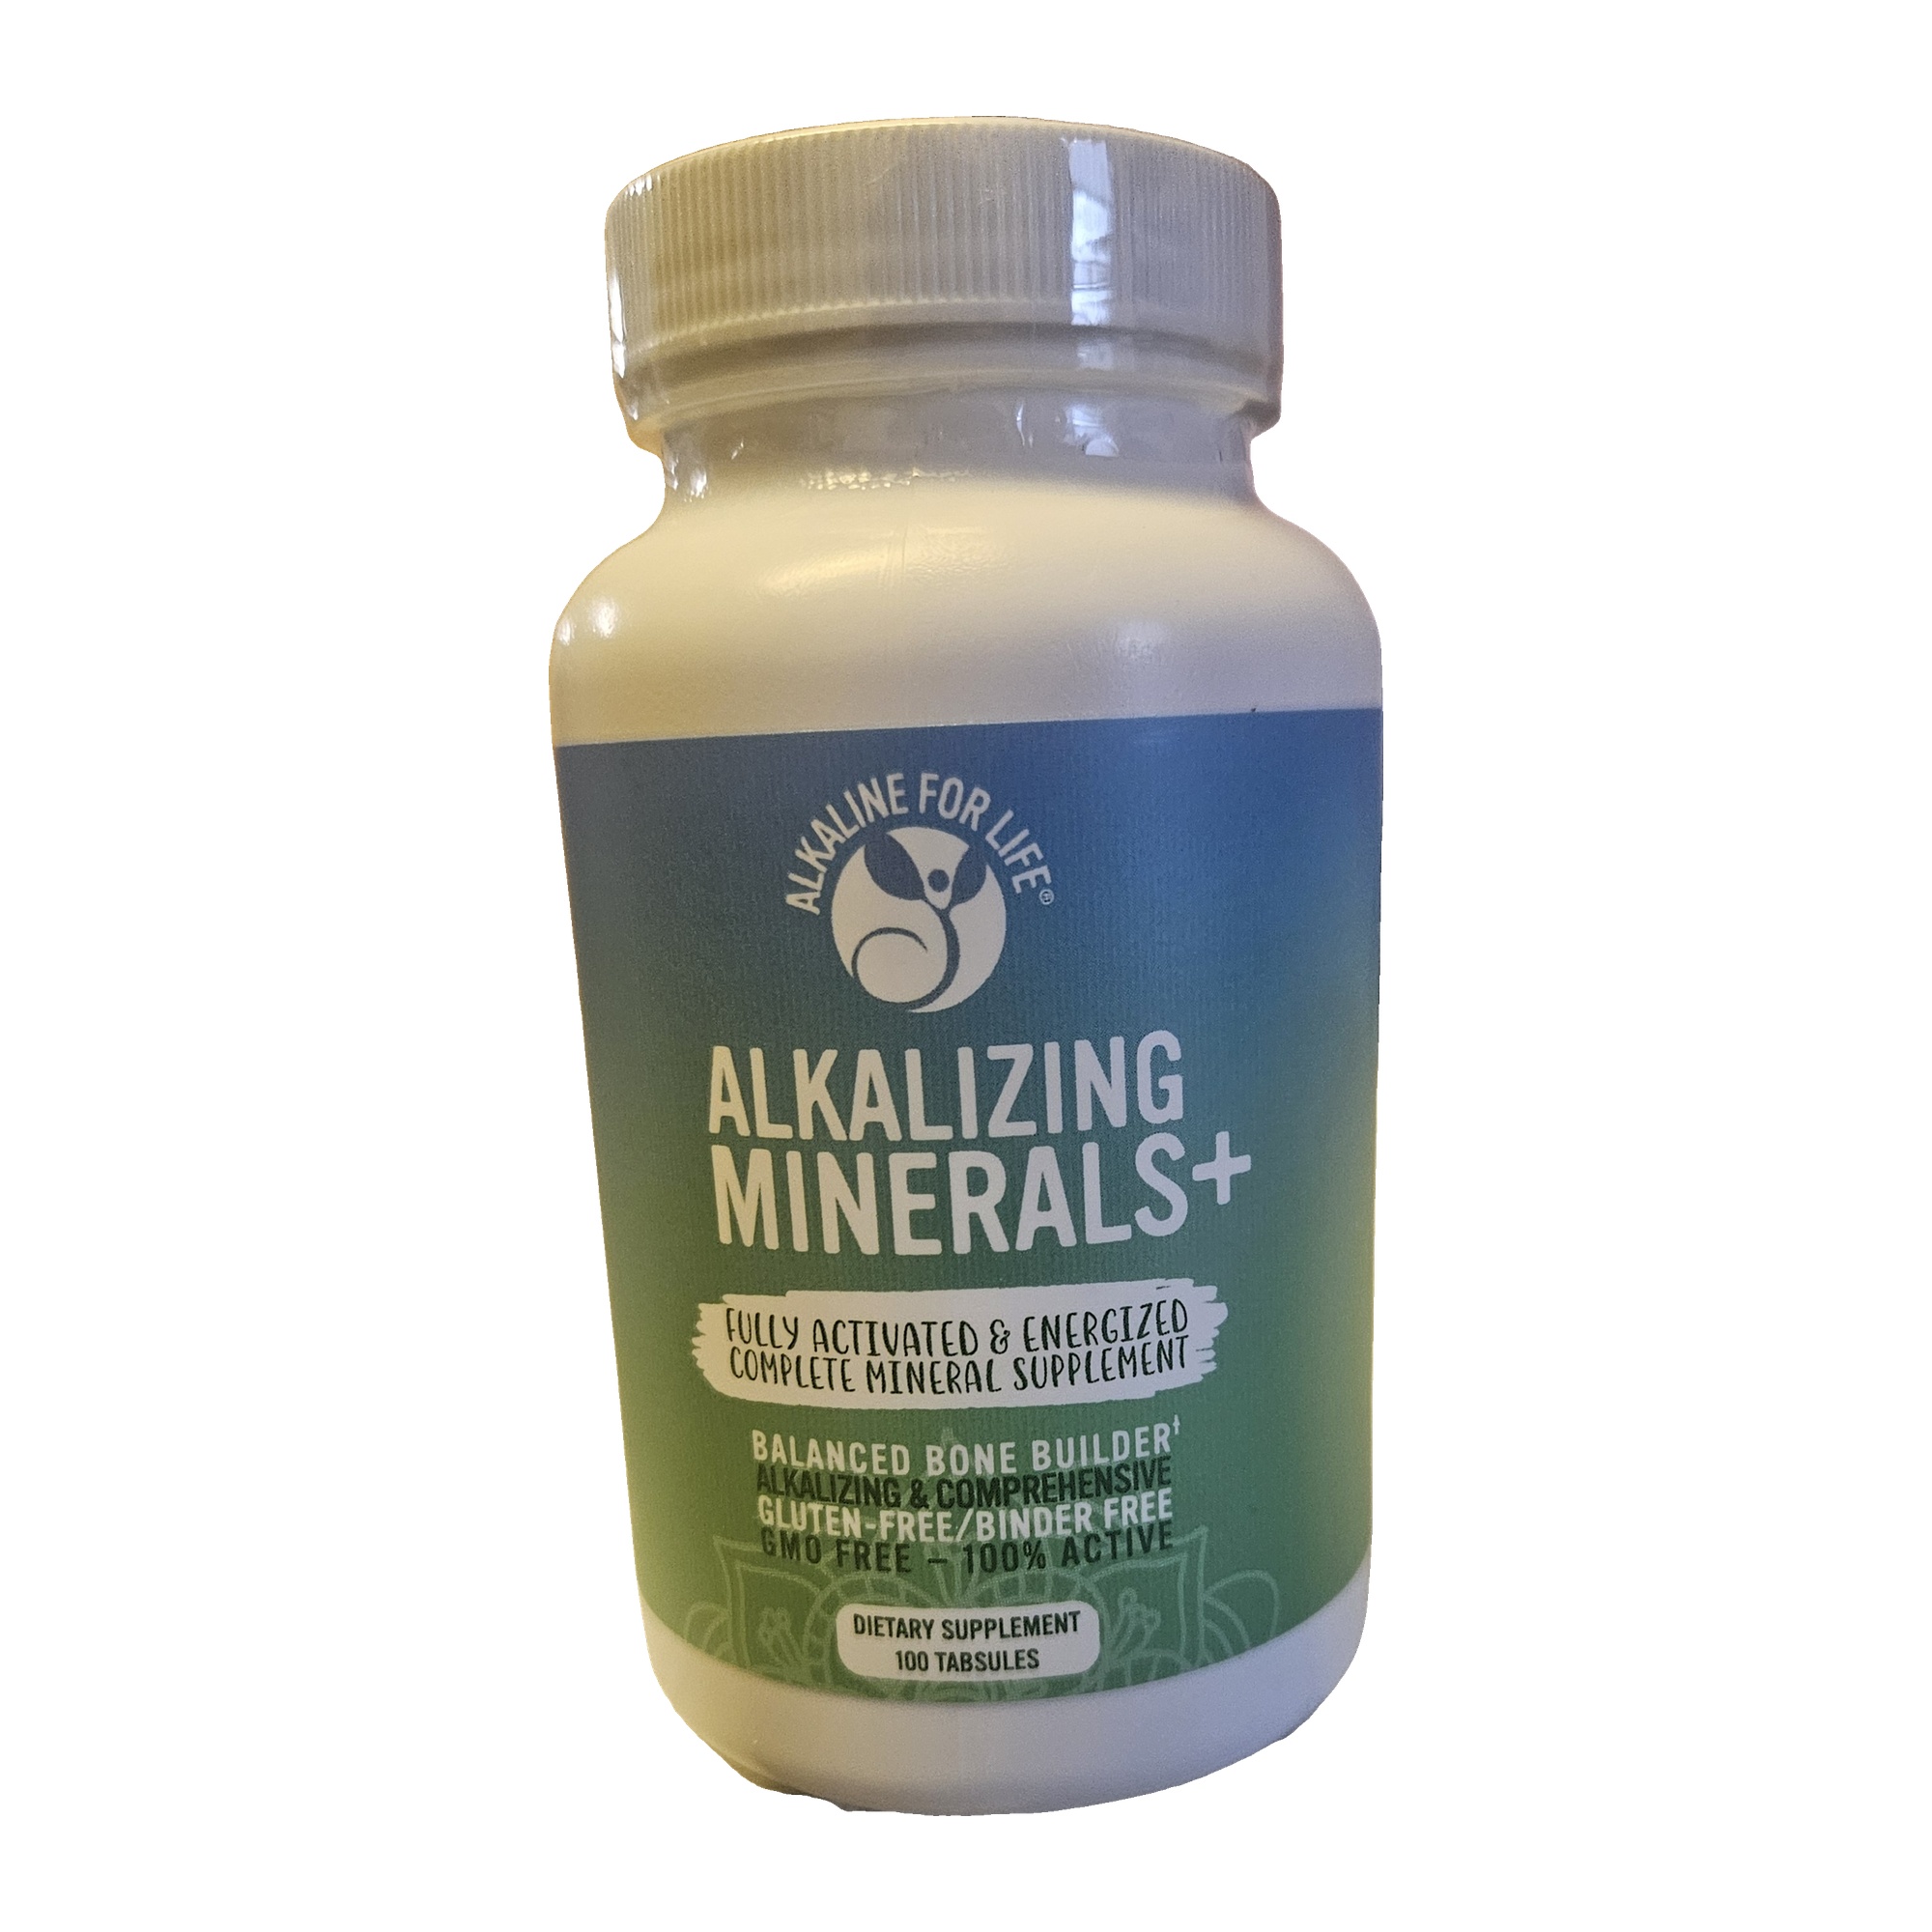 ALKALINE FOR LIFE®
ALKALIZING
MINERALS+
FULLY ACTIVATED & ENERGIZED
COMPLETE MINERAL SUPPLEMENT
BALANCED BONE BUILDER†
ALKALIZING & COMPREHENSIVE
GLUTEN-FREE/BINDER FREE
GMO FREE – 100% ACTIVE
DIETARY SUPPLEMENT
100 TABSULES